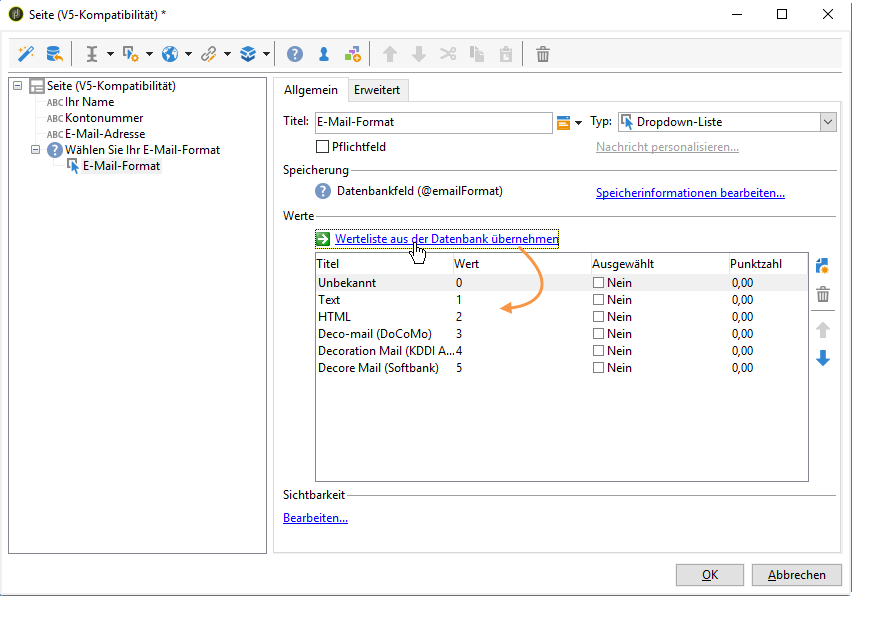 Seite (V5-Kompatibilität) *
Seite (V5-Kompatibilität)
ABC Ihr Name
ABC Kontonummer
ABC E-Mail-Adresse
Wählen Sie Ihr E-Mail-Format
E-Mail-Format
Allgemein Erweitert
Titel: E-Mail-Format Typ: Dropdown-Liste
Pflichtfeld Nachricht personalisieren...
Speicherung
Datenbankfeld (@emailFormat) Speicherinformationen bearbeiten...
Werte
Werteliste aus der Datenbank übernehmen
Titel Wert Ausgewählt Punktzahl
Unbekannt 0 Nein 0,00
Text 1 Nein 0,00
HTML 2 Nein 0,00
Deco-mail (DoCoMo) 3 Nein 0,00
Decoration Mail (KDDI A... 4 Nein 0,00
Decore Mail (Softbank) 5 Nein 0,00
Sichtbarkeit
Bearbeiten...
OK Abbrechen